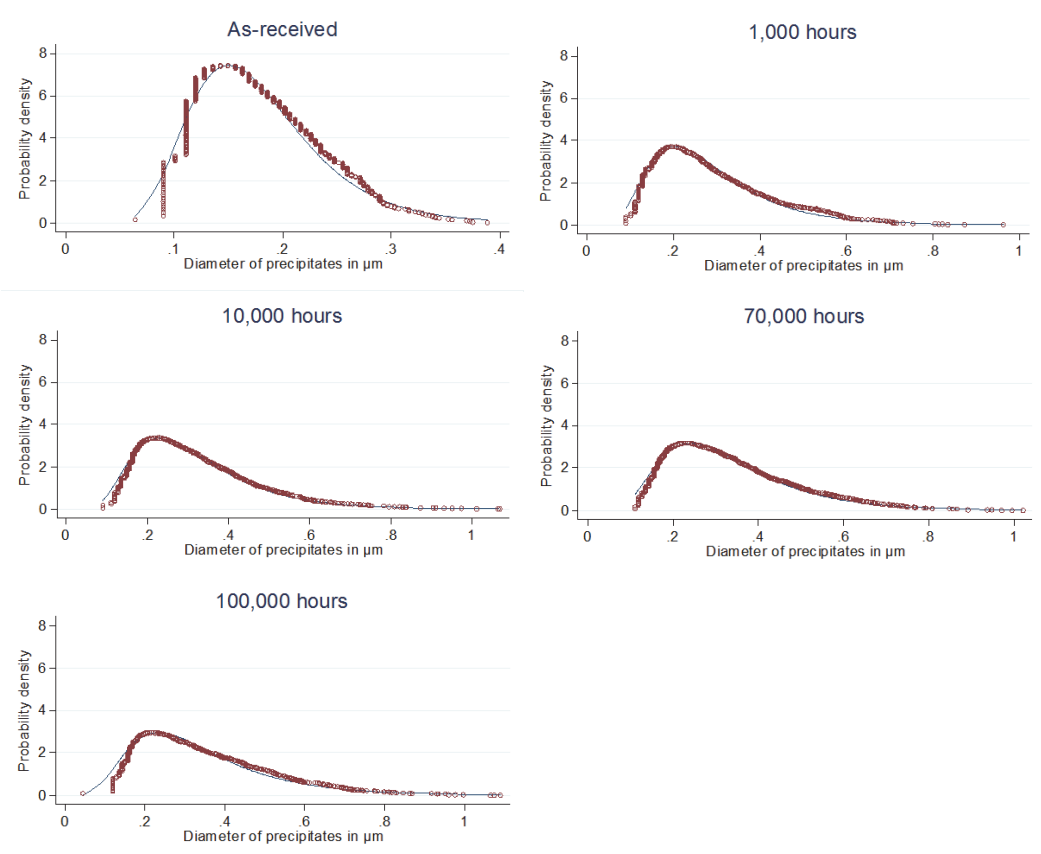 As-received
Probability density
8
6
4
2
0
0 .1 .2 .3 .4
Diameter of precipitates in µm
1,000 hours
Probability density
8
6
4
2
0
0 .2 .4 .6 .8 1
Diameter of precipitates in µm
10,000 hours
Probability density
8
6
4
2
0
0 .2 .4 .6 .8 1
Diameter of precipitates in µm
70,000 hours
Probability density
8
6
4
2
0
0 .2 .4 .6 .8 1
Diameter of precipitates in µm
100,000 hours
Probability density
8
6
4
2
0
0 .2 .4 .6 .8 1
Diameter of precipitates in µm